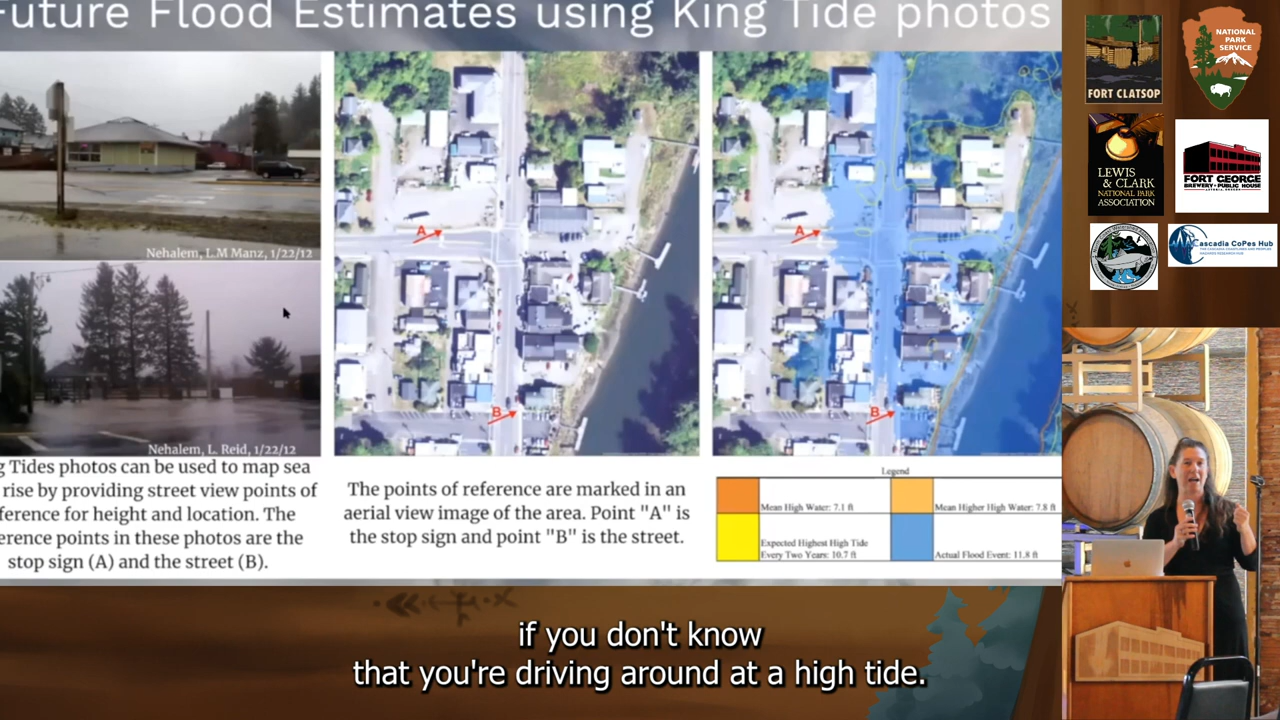 Future Flood Estimates using King Tide photos
Nehalem, L.M Manz, 1/22/12
Nehalem, L. Reid, 1/22/12
g Tides photos can be used to map sea
rise by providing street view points of
ference for height and location. The
erence points in these photos are the
stop sign (A) and the street (B).
A
B
The points of reference are marked in an
aerial view image of the area. Point "A" is
the stop sign and point "B" is the street.
A
B
Legend
Mean High Water: 7.1 ft
Mean Higher High Water: 7.8 ft
Expected Highest High Tide
Every Two Years: 10.7 ft
Actual Flood Event: 11.8 ft
FORT CLATSOP
NATIONAL
PARK
SERVICE
LEWIS
& CLARK
NATIONAL PARK
ASSOCIATION
FORT GEORGE
BREWERY + PUBLIC HOUSE
ASTORIA, OREGON
Cascadia CoPes Hub
if you don't know
that you're driving around at a high tide.